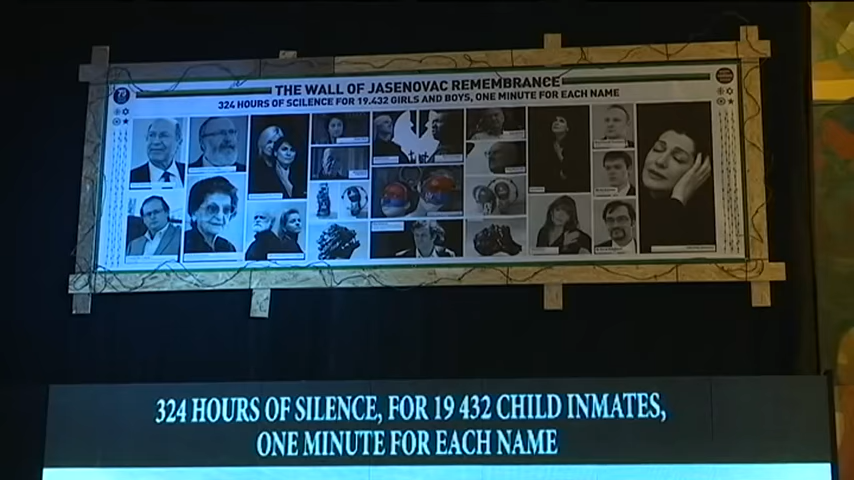 THE WALL OF JASENOVAC REMEMBRANCE
324 HOURS OF SCILENCE FOR 19.432 GIRLS AND BOYS, ONE MINUTE FOR EACH NAME
324 HOURS OF SILENCE, FOR 19 432 CHILD INMATES,
ONE MINUTE FOR EACH NAME